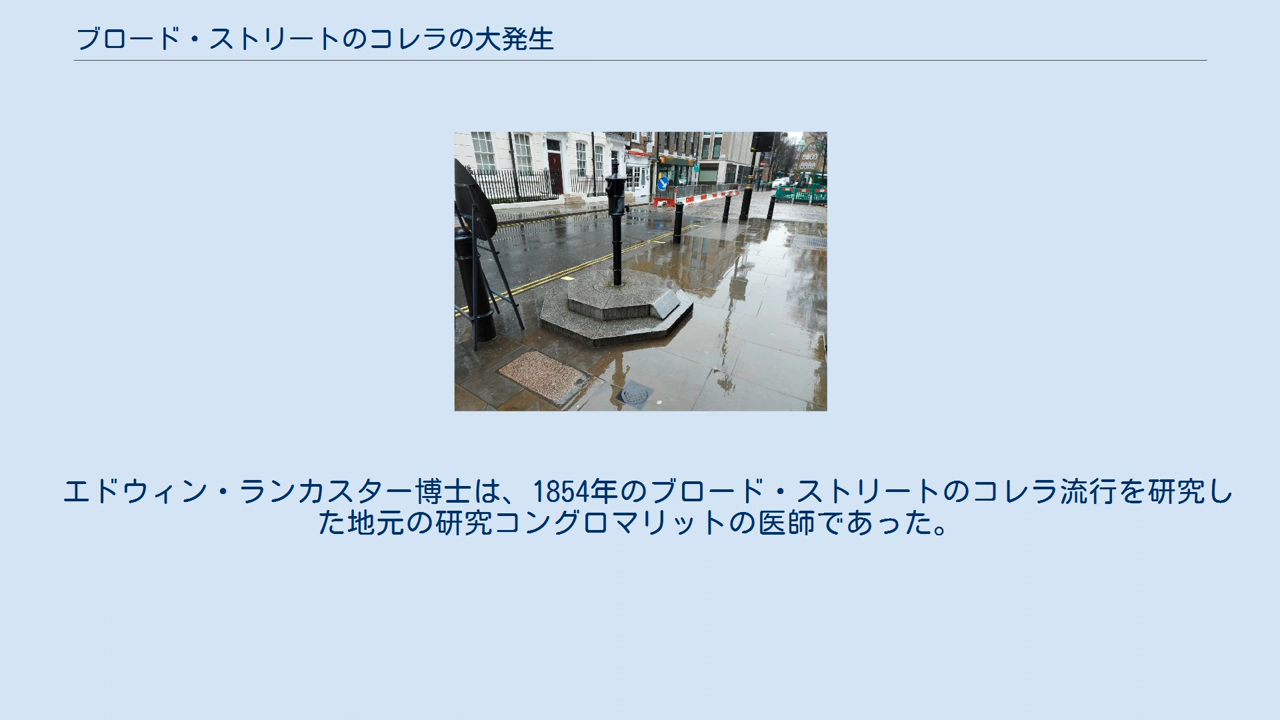 ブロード・ストリートのコレラの大発生
エドウィン・ランカスター博士は、1854年のブロード・ストリートのコレラ流行を研究し
た地元の研究コングロマリットの医師であった。